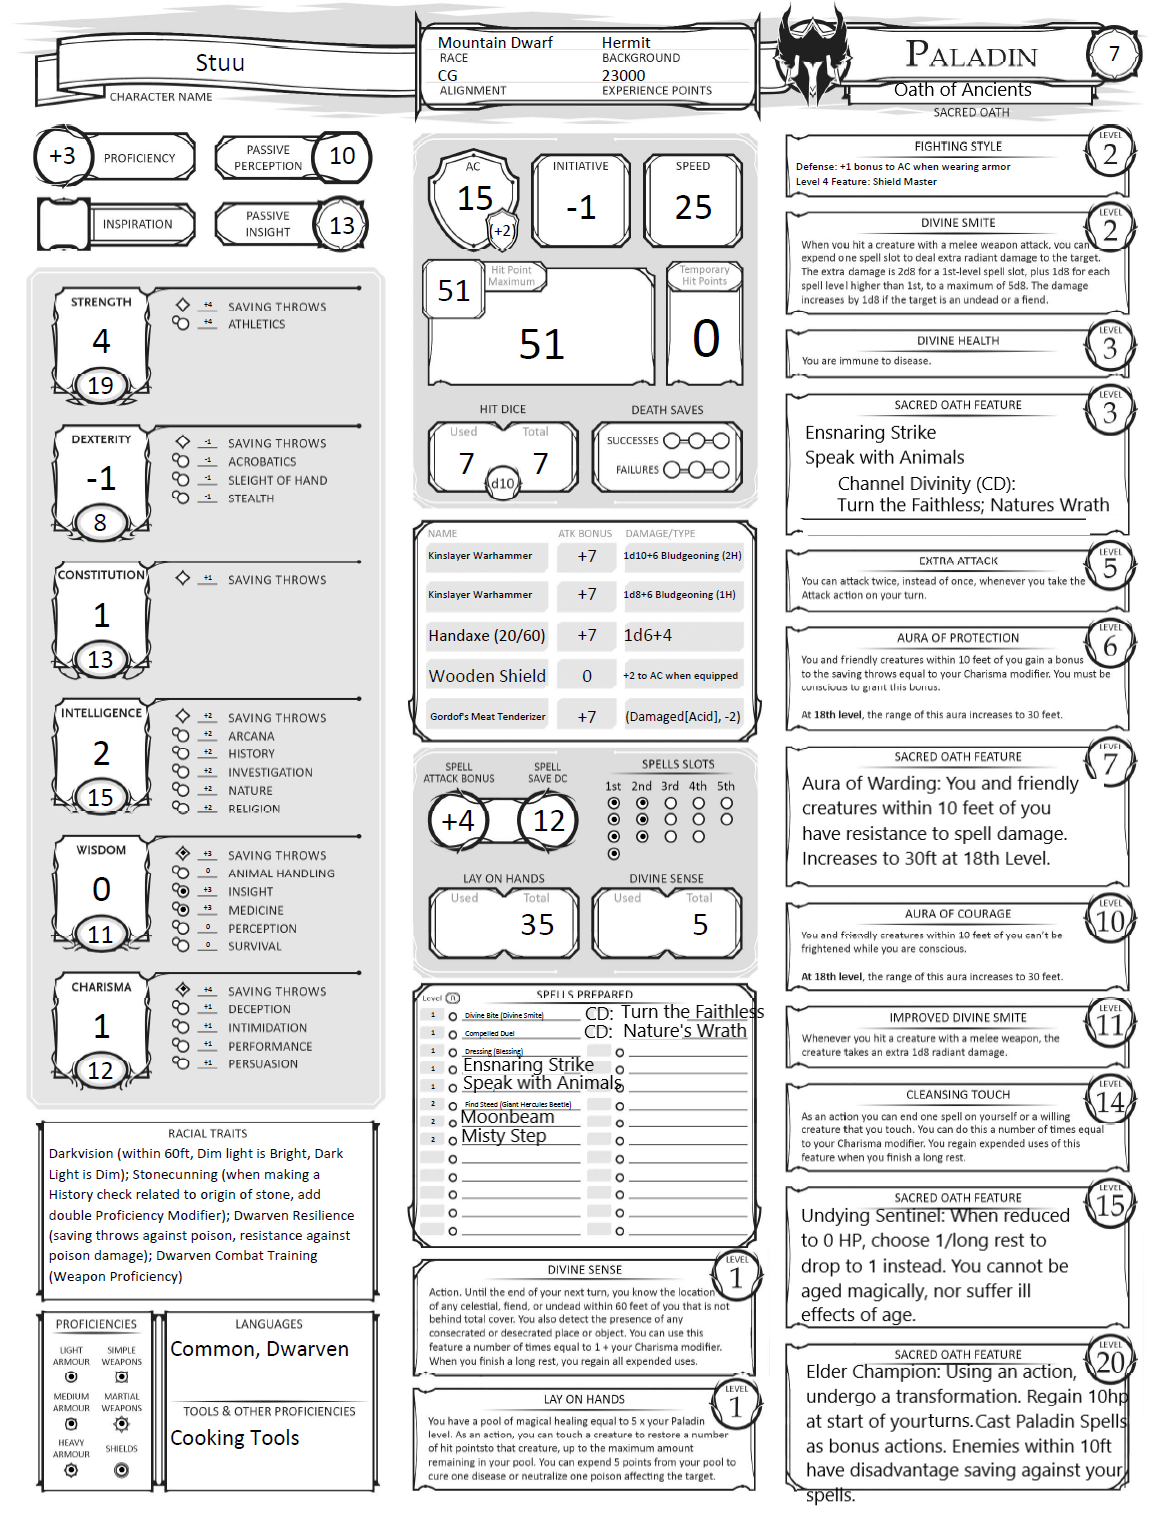 Stuu
CHARACTER NAME
Mountain Dwarf
RACE
Hermit
BACKGROUND
CG
ALIGNMENT
23000
EXPERIENCE POINTS
PALADIN
7
Oath of Ancients
SACRED OATH
+3
PROFICIENCY
PASSIVE
PERCEPTION
10
INSPIRATION
PASSIVE
INSIGHT
13
STRENGTH
4
19
+4 SAVING THROWS
+4 ATHLETICS
DEXTERITY
-1
8
-1 SAVING THROWS
-1 ACROBATICS
-1 SLEIGHT OF HAND
-1 STEALTH
CONSTITUTION
1
13
+1 SAVING THROWS
INTELLIGENCE
2
15
+2 SAVING THROWS
+2 ARCANA
+2 HISTORY
+2 INVESTIGATION
+2 NATURE
+2 RELIGION
WISDOM
0
11
+3 SAVING THROWS
0 ANIMAL HANDLING
+3 INSIGHT
+3 MEDICINE
0 PERCEPTION
0 SURVIVAL
CHARISMA
1
12
+4 SAVING THROWS
+1 DECEPTION
+1 INTIMIDATION
+1 PERFORMANCE
+1 PERSUASION
RACIAL TRAITS
Darkvision (within 60ft, Dim light is Bright, Dark
Light is Dim); Stonecunning (when making a
History check related to origin of stone, add
double Proficiency Modifier); Dwarven Resilience
(saving throws against poison, resistance against
poison damage); Dwarven Combat Training
(Weapon Proficiency)
PROFICIENCIES
LIGHT
ARMOUR
SIMPLE
WEAPONS
MEDIUM
ARMOUR
MARTIAL
WEAPONS
HEAVY
ARMOUR
SHIELDS
LANGUAGES
Common, Dwarven
TOOLS & OTHER PROFICIENCIES
Cooking Tools
AC
15
(+2)
INITIATIVE
-1
SPEED
25
51
Hit Point
Maximum
51
Temporary
Hit Points
0
HIT DICE
Used
Total
7
7
d10
DEATH SAVES
SUCCESSES
FAILURES
NAME ATK BONUS DAMAGE/TYPE
Kinslayer Warhammer +7 1d10+6 Bludgeoning (2H)
Kinslayer Warhammer +7 1d8+6 Bludgeoning (1H)
Handaxe (20/60) +7 1d6+4
Wooden Shield 0 +2 to AC when equipped
Gordof's Meat Tenderizer +7 (Damaged[Acid], -2)
SPELL
ATTACK BONUS
+4
SPELL
SAVE DC
12
SPELLS SLOTS
1st 2nd 3rd 4th 5th
LAY ON HANDS
Used
Total
35
DIVINE SENSE
Used
Total
5
SPELLS PREPARED
Level
1 Divine Bite (Divine Smite) CD: Turn the Faithless
1 Compelled Duel CD: Nature's Wrath
1 Dressing (Blessing)
1 Ensnaring Strike
1 Speak with Animals
2 Find Steed (Giant Hercules Beetle)
2 Moonbeam
2 Misty Step
DIVINE SENSE
LEVEL
1
Action. Until the end of your next turn, you know the location
of any celestial, fiend, or undead within 60 feet of you that is not
behind total cover. You also detect the presence of any
consecrated or desecrated place or object. You can use this
feature a number of times equal to 1 + your Charisma modifier.
When you finish a long rest, you regain all expended uses.
LAY ON HANDS
LEVEL
1
You have a pool of magical healing equal to 5 x your Paladin
level. As an action, you can touch a creature to restore a number
of hit pointsto that creature, up to the maximum amount
remaining in your pool. You can expend 5 points from your pool to
cure one disease or neutralize one poison affecting the target.
FIGHTING STYLE
LEVEL
2
Defense: +1 bonus to AC when wearing armor
Level 4 Feature: Shield Master
DIVINE SMITE
LEVEL
2
When you hit a creature with a melee weapon attack, you can
expend one spell slot to deal extra radiant damage to the target.
The extra damage is 2d8 for a 1st-level spell slot, plus 1d8 for each
spell level higher than 1st, to a maximum of 5d8. The damage
increases by 1d8 if the target is an undead or a fiend.
DIVINE HEALTH
LEVEL
3
You are immune to disease.
SACRED OATH FEATURE
LEVEL
3
Ensnaring Strike
Speak with Animals
Channel Divinity (CD):
Turn the Faithless; Natures Wrath
EXTRA ATTACK
LEVEL
5
You can attack twice, instead of once, whenever you take the
Attack action on your turn.
AURA OF PROTECTION
LEVEL
6
You and friendly creatures within 10 feet of you gain a bonus
to the saving throws equal to your Charisma modifier. You must be
conscious to grant this bonus.
At 18th level, the range of this aura increases to 30 feet.
SACRED OATH FEATURE
LEVEL
7
Aura of Warding: You and friendly
creatures within 10 feet of you
have resistance to spell damage.
Increases to 30ft at 18th Level.
AURA OF COURAGE
LEVEL
10
You and friendly creatures within 10 feet of you can't be
frightened while you are conscious.
At 18th level, the range of this aura increases to 30 feet.
IMPROVED DIVINE SMITE
LEVEL
11
Whenever you hit a creature with a melee weapon, the
creature takes an extra 1d8 radiant damage.
CLEANSING TOUCH
LEVEL
14
As an action you can end one spell on yourself or a willing
creature that you touch. You can do this a number of times equal
to your Charisma modifier. You regain expended uses of this
feature when you finish a long rest.
SACRED OATH FEATURE
LEVEL
15
Undying Sentinel: When reduced
to 0 HP, choose 1/long rest to
drop to 1 instead. You cannot be
aged magically, nor suffer ill
effects of age.
SACRED OATH FEATURE
LEVEL
20
Elder Champion: Using an action,
undergo a transformation. Regain 10hp
at start of yourturns.Cast Paladin Spells
as bonus actions. Enemies within 10ft
have disadvantage saving against your
spells.